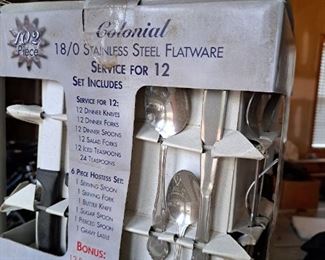 102
Piece
Colonial
18/0 STAINLESS STEEL FLATWARE
SERVICE FOR 12
SET INCLUDES
SERVICE FOR 12:
12 DINNER KNIVES
12 DINNER FORKS
12 DINNER SPOONS
12 SALAD FORKS
12 ICED TEASPOONS
24 TEASPOONS
6 PIECE HOSTESS SET:
1 SERVING SPOON
1 SERVING FORK
1 BUTTER KNIFE
1 SUGAR SPOON
1 PIERCED SPOON
1 GRAVY LADLE
BONUS: